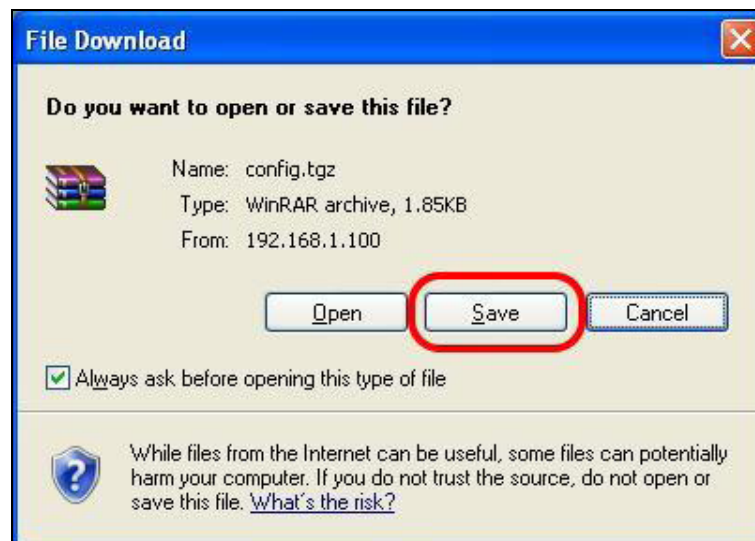 File Download
Do you want to open or save this file?
Name: config.tgz
Type: WinRAR archive, 1.85KB
From: 192.168.1.100
Open Save Cancel
Always ask before opening this type of file
While files from the Internet can be useful, some files can potentially
harm your computer. If you do not trust the source, do not open or
save this file. What's the risk?